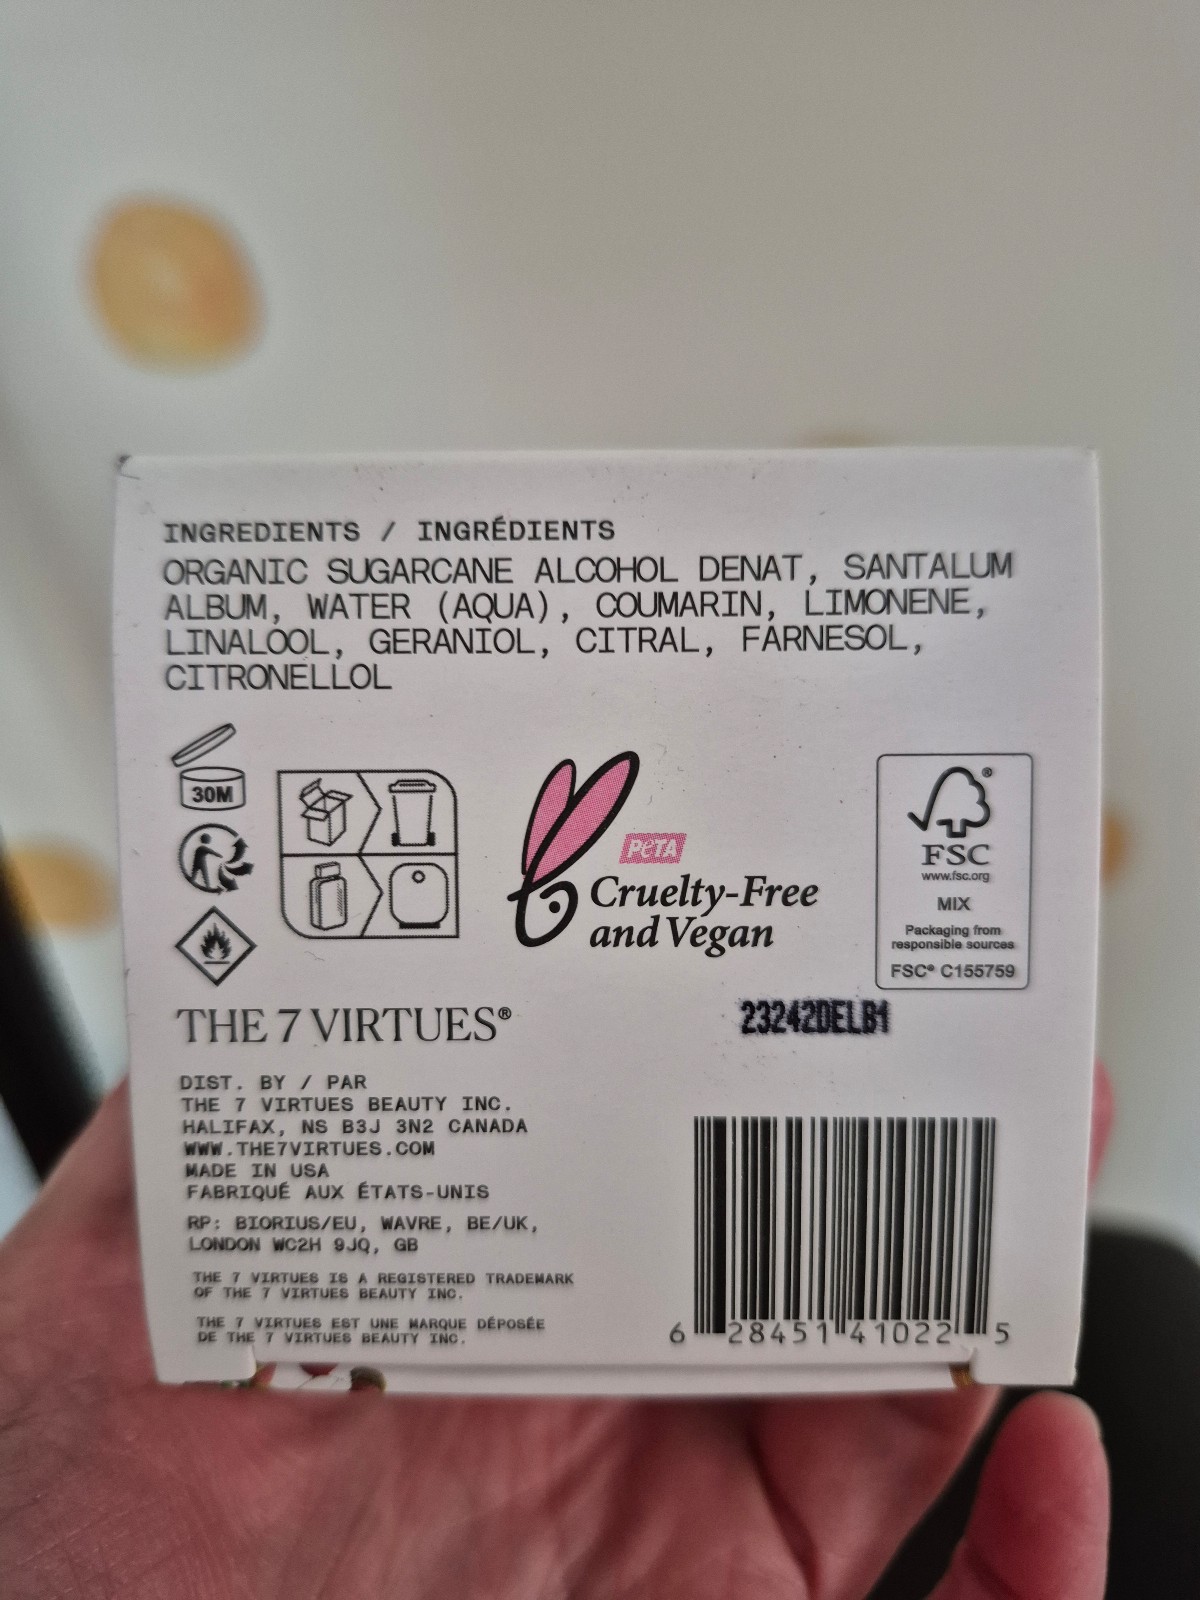 INGREDIENTS / INGRÉDIENTS
ORGANIC SUGARCANE ALCOHOL DENAT, SANTALUM
ALBUM, WATER (AQUA), COUMARIN, LIMONENE,
LINALOOL, GERANIOL, CITRAL, FARNESOL,
CITRONELLOL
30M
PETA
Cruelty-Free
and Vegan
®
FSC
www.fsc.org
MIX
Packaging from
responsible sources
FSC® C155759
THE 7 VIRTUES®
23242DELB1
DIST. BY / PAR
THE 7 VIRTUES BEAUTY INC.
HALIFAX, NS B3J 3N2 CANADA
WWW.THE7VIRTUES.COM
MADE IN USA
FABRIQUÉ AUX ÉTATS-UNIS
RP: BIORIUS/EU, WAVRE, BE/UK,
LONDON WC2H 9JQ, GB
THE 7 VIRTUES IS A REGISTERED TRADEMARK
OF THE 7 VIRTUES BEAUTY INC.
THE 7 VIRTUES EST UNE MARQUE DÉPOSÉE
DE THE 7 VIRTUES BEAUTY INC.
6 28451 41022 5